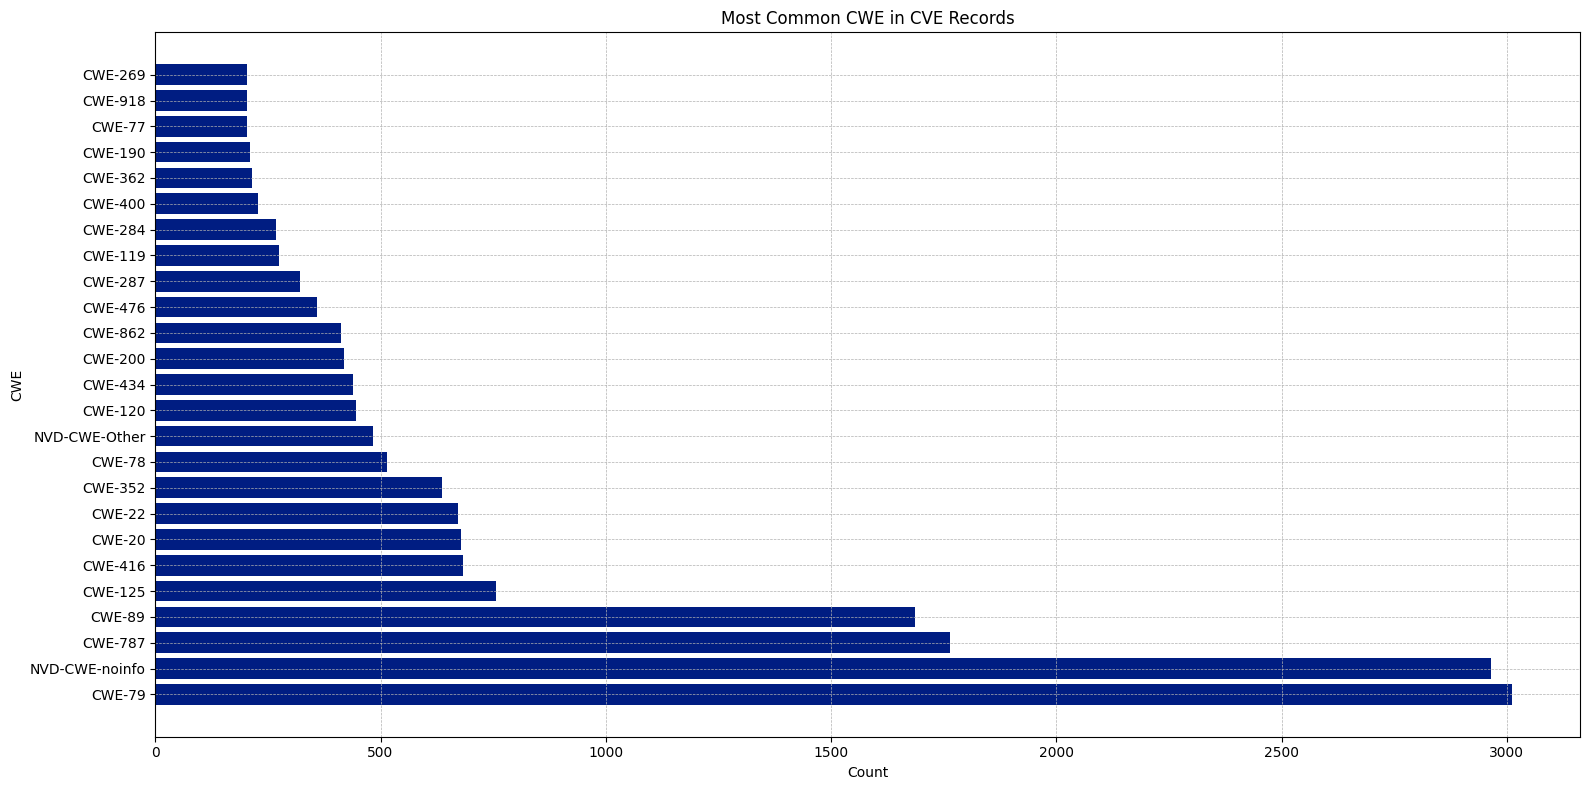 Most Common CWE in CVE Records
CWE
CWE-269
CWE-918
CWE-77
CWE-190
CWE-362
CWE-400
CWE-284
CWE-119
CWE-287
CWE-476
CWE-862
CWE-200
CWE-434
CWE-120
NVD-CWE-Other
CWE-78
CWE-352
CWE-22
CWE-20
CWE-416
CWE-125
CWE-89
CWE-787
NVD-CWE-noinfo
CWE-79
0 500 1000 1500 2000 2500 3000
Count